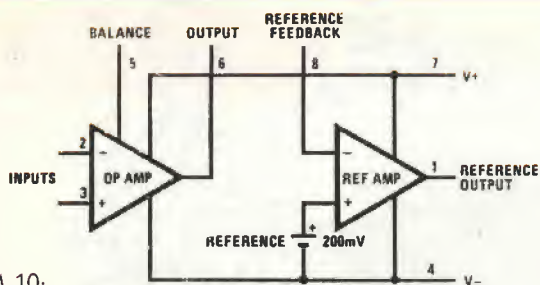 BALANCE
OUTPUT
REFERENCE
FEEDBACK
5
6
8
7
V+
2
−
INPUTS
3
+
OP AMP
−
REF AMP
+
1
REFERENCE
OUTPUT
REFERENCE
+
200mV
4
V−
10